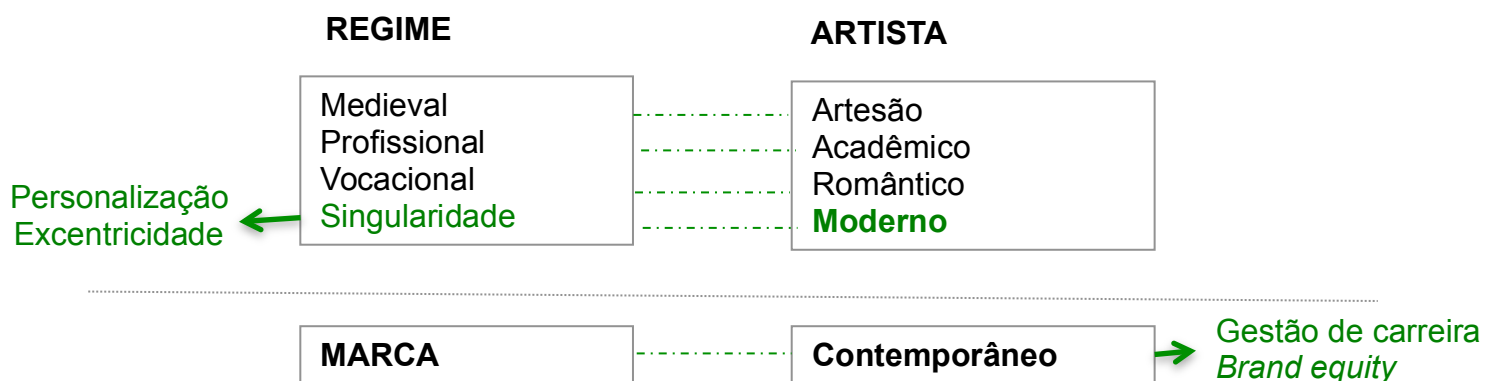 REGIME
ARTISTA
Medieval
Profissional
Vocacional
Singularidade
Artesão
Acadêmico
Romântico
Moderno
Personalização
Excentricidade
MARCA
Contemporâneo
Gestão de carreira
Brand equity